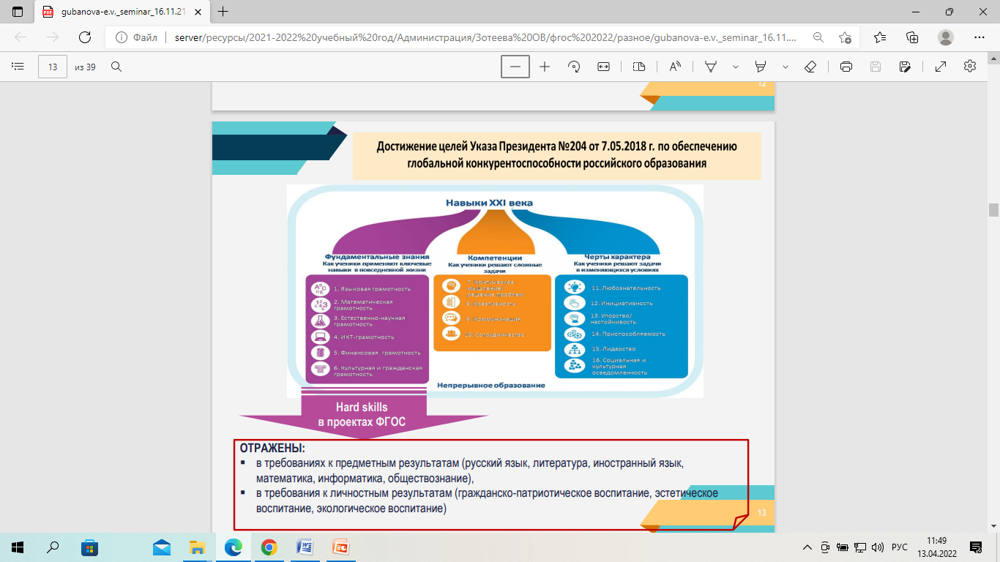 gubanova-e.v._seminar_16.11.21-
Файл
server/ресурсы/2021-2022%20учебный%20год/Администрация/Зотеева%20ОВ/фгос%202022/разное/gubanova-e.v._seminar_16.11....
13 из 39
12
Достижение целей Указа Президента №204 от 7.05.2018 г. по обеспечению
глобальной конкурентоспособности российского образования
Навыки XXI века
Фундаментальные знания
Как ученики применяют ключевые
навыки в повседневной жизни
1. Языковая грамотность
2. Математическая
грамотность
3. Естественно-научная
грамотность
4. ИКТ-грамотность
5. Финансовая грамотность
6. Культурная и гражданская
грамотность
Компетенции
Как ученики решают сложные
задачи
7. Критическое
мышление/
решение проблем
8. Креативность
9. Коммуникация
10. Сотрудничество
Черты характера
Как ученики решают задачи
в изменяющихся условиях
11. Любознательность
12. Инициативность
13. Упорство/
настойчивость
14. Приспособляемость
15. Лидерство
16. Социальная и
культурная
осведомленность
Непрерывное образование
Hard skills
в проектах ФГОС
ОТРАЖЕНЫ:
▪ в требованиях к предметным результатам (русский язык, литература, иностранный язык,
математика, информатика, обществознание),
▪ в требования к личностным результатам (гражданско-патриотическое воспитание, эстетическое
воспитание, экологическое воспитание)
13
РУС
11:49
13.04.2022